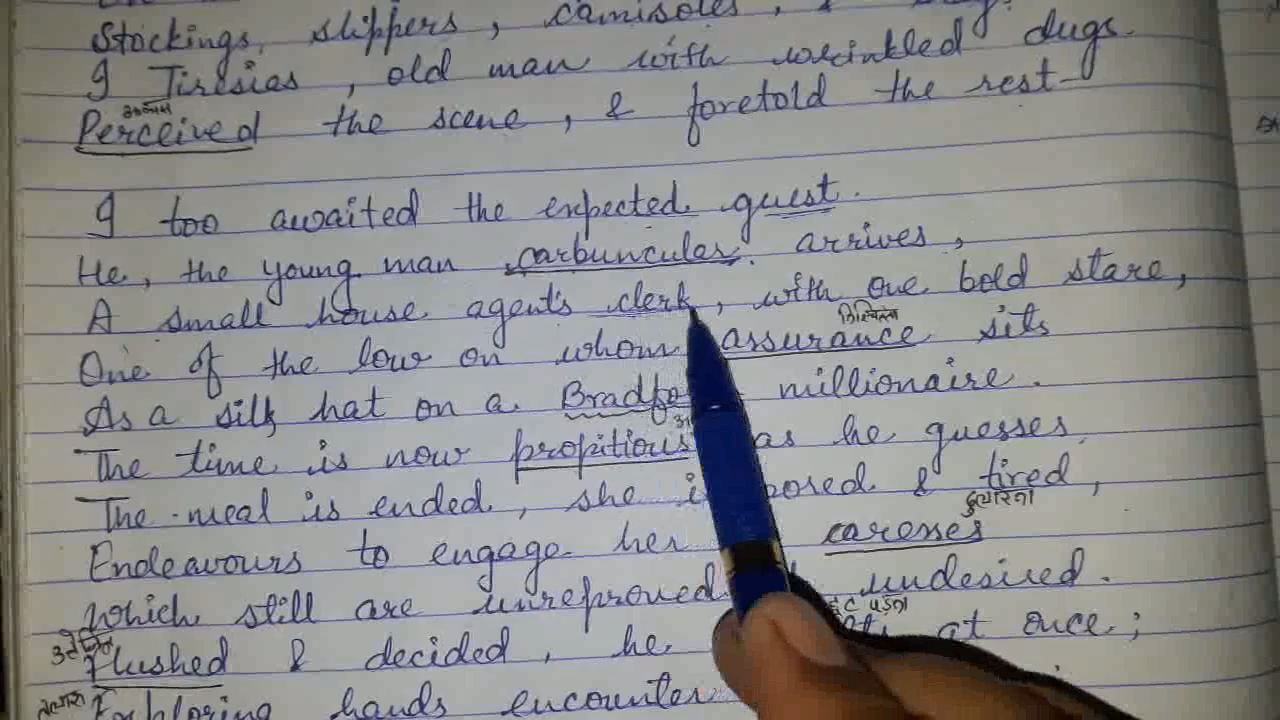 Stockings, slippers, camisoles, &
I Tiresias, old man with wrinkled dugs.
Perceived the scene, & foretold the rest-
I too awaited the expected guest.
He, the young man carbuncular arrives,
A small house agent's clerk, with one bold stare,
One of the low on whom assurance sits
As a silk hat on a Bradfo millionaire.
The time is now propitious as he guesses,
The meal is ended, she i ored & tired,
दुलारना
Endeavours to engage her caresses
Which still are unreproved undesired.
Flushed & decided, he at once;
Exploring hands encounter